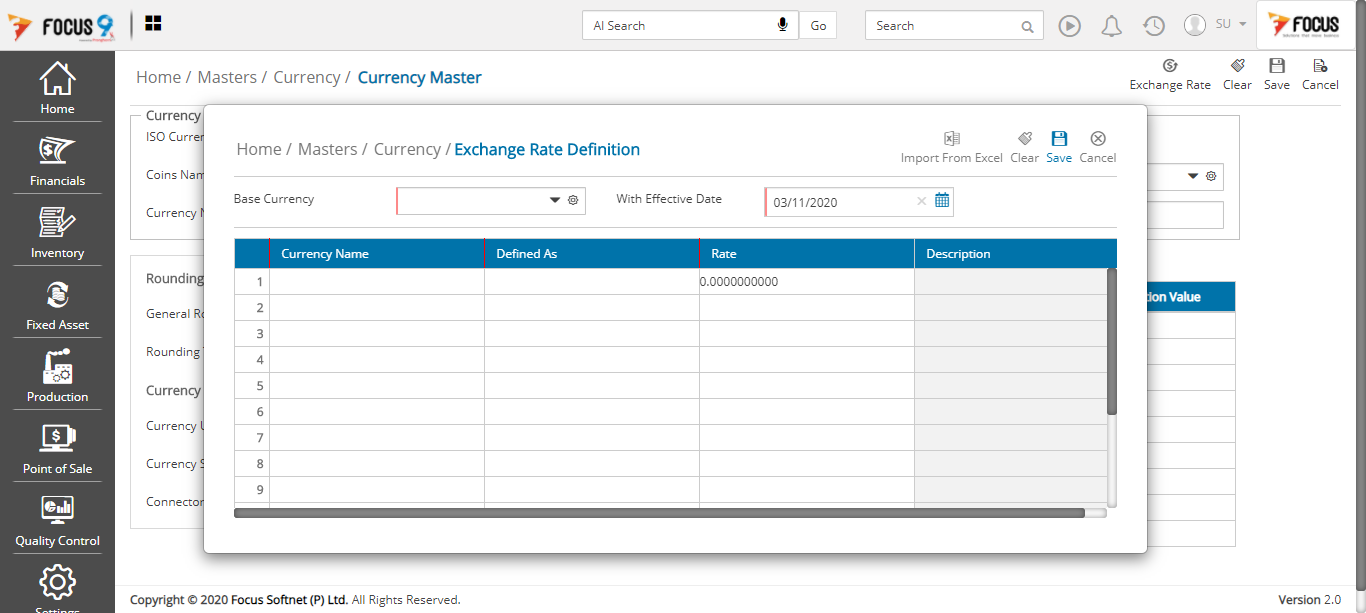 FOCUS 9
AI Search
Go
Search
SU
FOCUS
Home
Financials
Inventory
Fixed Asset
Production
Point of Sale
Quality Control
Settings
Home / Masters / Currency / Currency Master
Exchange Rate Clear Save Cancel
Currency
ISO Curre
Coins Nam
Currency
Rounding
General Ro
Rounding
Currency
Currency
Currency S
Connector
Home / Masters / Currency / Exchange Rate Definition
Import From Excel Clear Save Cancel
Base Currency
With Effective Date 03/11/2020
Currency Name Defined As Rate Description
1 0.0000000000
2
3
4
5
6
7
8
9
ion Value
Copyright © 2020 Focus Softnet (P) Ltd. All Rights Reserved.
Version 2.0